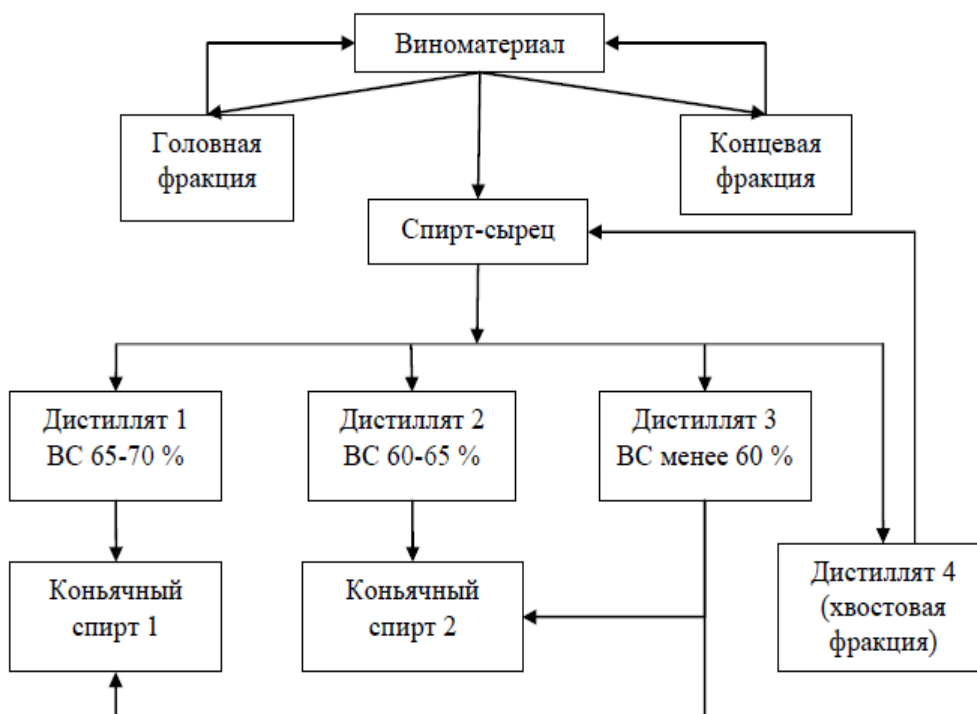 Виноматериал
Головная
фракция
Концевая
фракция
Спирт-сырец
Дистиллят 1
ВС 65-70 %
Дистиллят 2
ВС 60-65 %
Дистиллят 3
ВС менее 60 %
Коньячный
спирт 1
Коньячный
спирт 2
Дистиллят 4
(хвостовая
фракция)